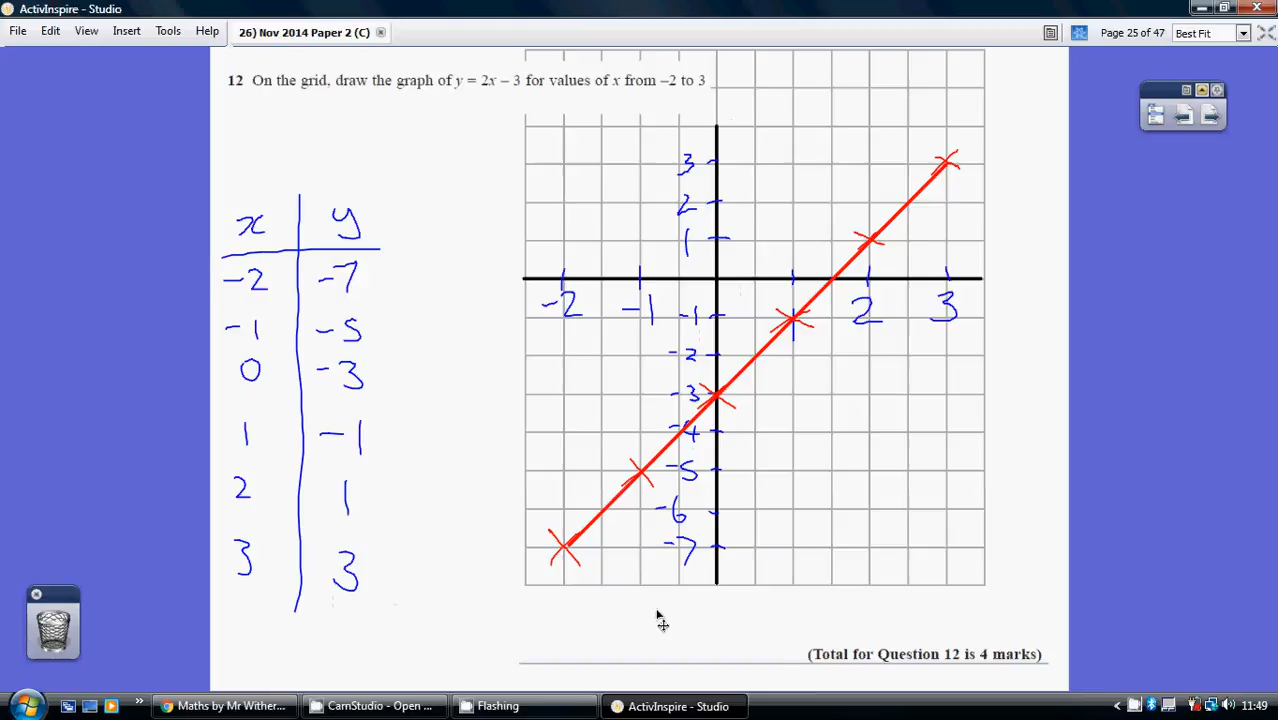 ActivInspire - Studio
File Edit View Insert Tools Help 26) Nov 2014 Paper 2 (C) Page 25 of 47 Best Fit
12 On the grid, draw the graph of y = 2x – 3 for values of x from –2 to 3
x y
-2 -7
-1 -5
0 -3
1 -1
2 1
3 3
3
2
1
-2 -1 2 3
-1
-2
-3
-4
-5
-6
-7
(Total for Question 12 is 4 marks)
Maths by Mr Wither... CamStudio - Open ... Flashing ActivInspire - Studio 11:49